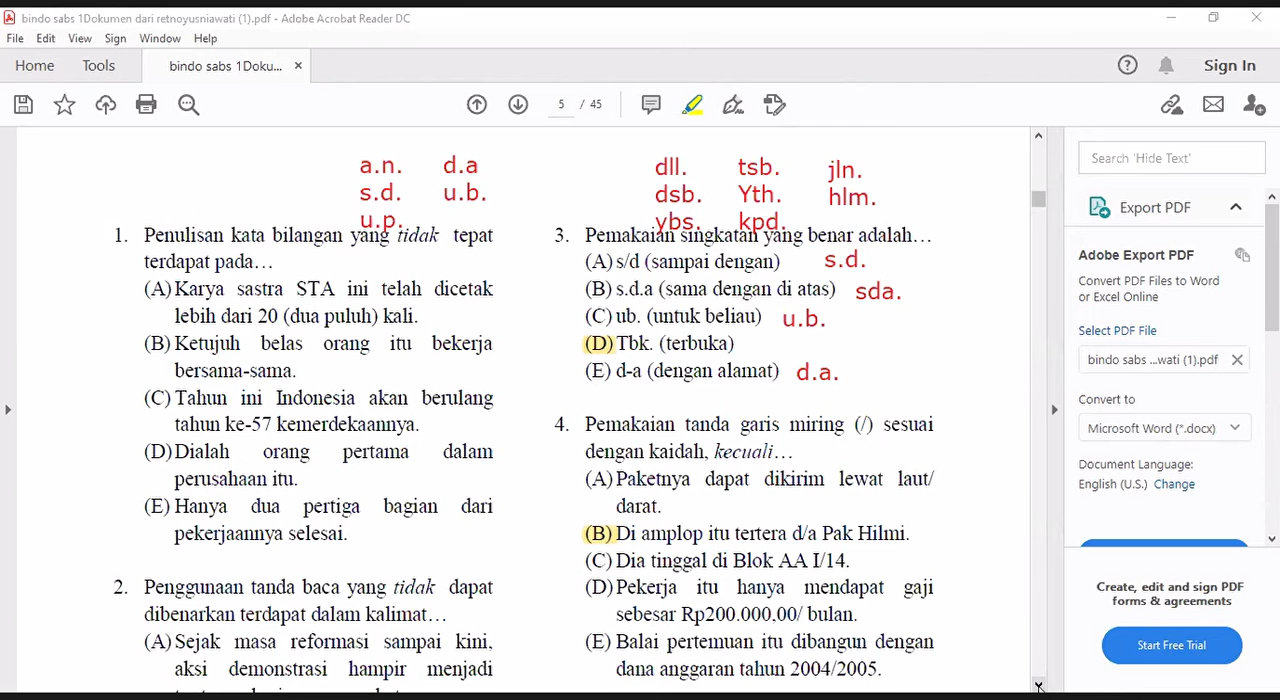 bindo sabs 1Dokumen dari retnoyusniawati (1).pdf - Adobe Acrobat Reader DC
File Edit View Sign Window Help
Home Tools bindo sabs 1Doku... × Sign In
5 / 45
a.n. d.a
s.d. u.b.
u.p.
1. Penulisan kata bilangan yang tidak tepat
terdapat pada…
(A) Karya sastra STA ini telah dicetak
lebih dari 20 (dua puluh) kali.
(B) Ketujuh belas orang itu bekerja
bersama-sama.
(C) Tahun ini Indonesia akan berulang
tahun ke-57 kemerdekaannya.
(D) Dialah orang pertama dalam
perusahaan itu.
(E) Hanya dua pertiga bagian dari
pekerjaannya selesai.
2. Penggunaan tanda baca yang tidak dapat
dibenarkan terdapat dalam kalimat…
(A) Sejak masa reformasi sampai kini,
aksi demonstrasi hampir menjadi
dll. tsb. jln.
dsb. Yth. hlm.
ybs. kpd.
3. Pemakaian singkatan yang benar adalah…
(A) s/d (sampai dengan) s.d.
(B) s.d.a (sama dengan di atas) sda.
(C) ub. (untuk beliau) u.b.
(D) Tbk. (terbuka)
(E) d-a (dengan alamat) d.a.
4. Pemakaian tanda garis miring (/) sesuai
dengan kaidah, kecuali…
(A) Paketnya dapat dikirim lewat laut/
darat.
(B) Di amplop itu tertera d/a Pak Hilmi.
(C) Dia tinggal di Blok AA I/14.
(D) Pekerja itu hanya mendapat gaji
sebesar Rp200.000.00/ bulan.
(E) Balai pertemuan itu dibangun dengan
dana anggaran tahun 2004/2005.
Search 'Hide Text'
Export PDF
Adobe Export PDF
Convert PDF Files to Word
or Excel Online
Select PDF File
bindo sabs ...wati (1).pdf
Convert to
Microsoft Word (*.docx)
Document Language:
English (U.S.) Change
Create, edit and sign PDF
forms & agreements
Start Free Trial